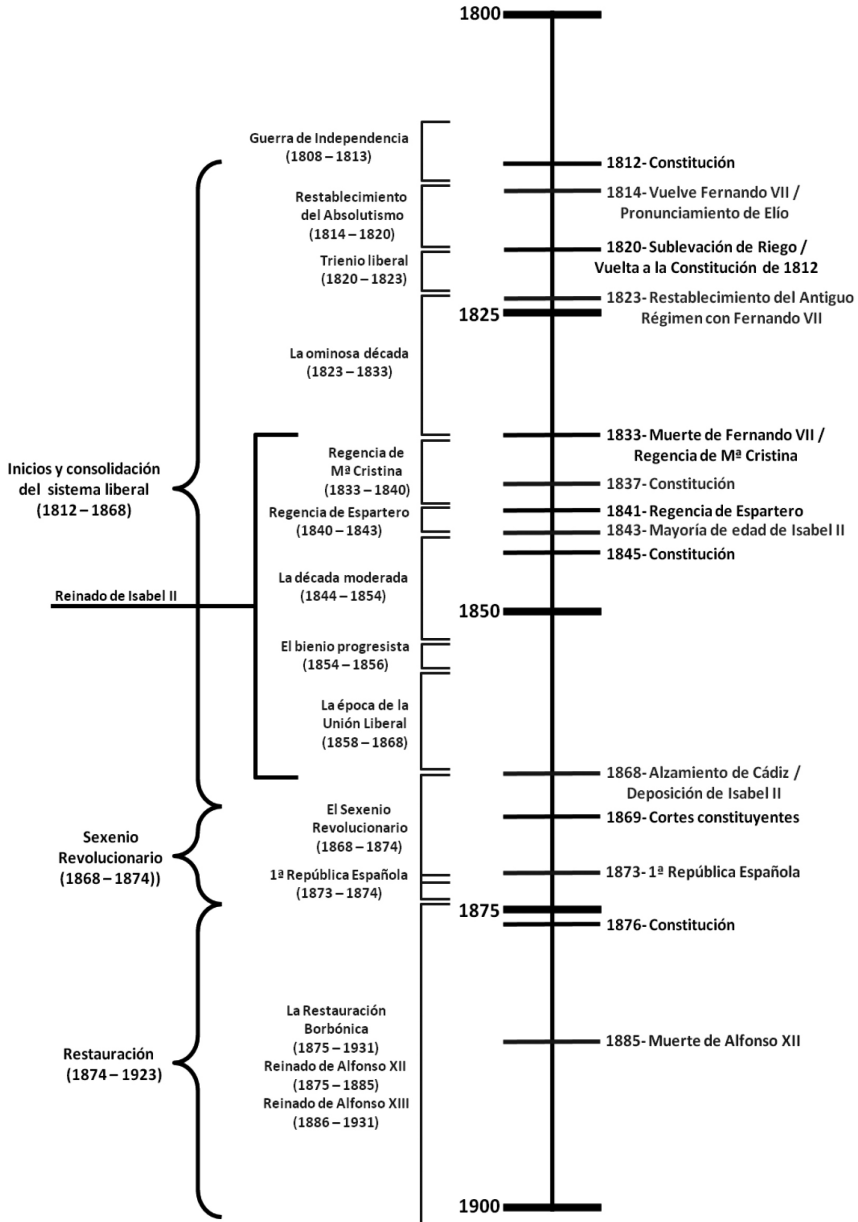 1800
Guerra de Independencia
(1808 – 1813)
1812- Constitución
Restablecimiento
del Absolutismo
(1814 – 1820)
1814- Vuelve Fernando VII /
Pronunciamiento de Elío
Trienio liberal
(1820 – 1823)
1820- Sublevación de Riego /
Vuelta a la Constitución de 1812
1823- Restablecimiento del Antiguo
Régimen con Fernando VII
1825
La ominosa década
(1823 – 1833)
1833- Muerte de Fernando VII /
Regencia de Mª Cristina
Inicios y consolidación
del sistema liberal
(1812 – 1868)
Regencia de
Mª Cristina
(1833 – 1840)
1837- Constitución
Regencia de Espartero
(1840 – 1843)
1841- Regencia de Espartero
1843- Mayoría de edad de Isabel II
1845- Constitución
La década moderada
(1844 – 1854)
Reinado de Isabel II
1850
El bienio progresista
(1854 – 1856)
La época de la
Unión Liberal
(1858 – 1868)
1868- Alzamiento de Cádiz /
Deposición de Isabel II
El Sexenio
Revolucionario
(1868 – 1874)
1869- Cortes constituyentes
Sexenio
Revolucionario
(1868 – 1874))
1ª República Española
(1873 – 1874)
1873- 1ª República Española
1875
1876- Constitución
La Restauración
Borbónica
(1875 – 1931)
Reinado de Alfonso XII
(1875 – 1885)
Reinado de Alfonso XIII
(1886 – 1931)
1885- Muerte de Alfonso XII
Restauración
(1874 – 1923)
1900